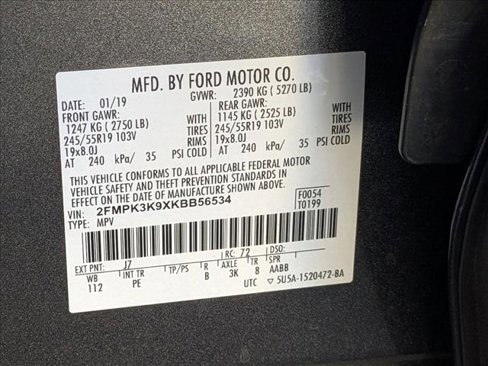 MFD. BY FORD MOTOR CO.
DATE: 01/19 GVWR: 2390 KG ( 5270 LB)
FRONT GAWR: REAR GAWR:
1247 KG ( 2750 LB) WITH 1145 KG ( 2525 LB) WITH
245/55R19 103V TIRES 245/55R19 103V TIRES
19x8.0J RIMS 19x8.0J RIMS
AT 240 kPa/ 35 PSI COLD AT 240 kPa/ 35 PSI COLD
THIS VEHICLE CONFORMS TO ALL APPLICABLE FEDERAL MOTOR
VEHICLE SAFETY AND THEFT PREVENTION STANDARDS IN
EFFECT ON THE DATE OF MANUFACTURE SHOWN ABOVE.
VIN: 2FMPK3K9XKBB56534 F0054
TYPE: MPV T0199
EXT PNT: J7 RC: 72 DSO:
WB INT TR TP/PS R AXLE TR SPR
112 PE B 3K 8 AABB
UTC ▽ 5U5A-1520472-BA